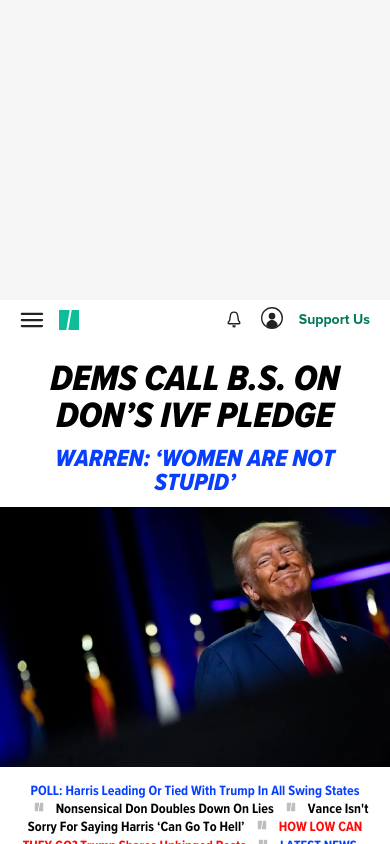 Support Us
DEMS CALL B.S. ON
DON’S IVF PLEDGE
WARREN: ‘WOMEN ARE NOT
STUPID’
POLL: Harris Leading Or Tied With Trump In All Swing States
Nonsensical Don Doubles Down On Lies Vance Isn't
Sorry For Saying Harris ‘Can Go To Hell’ HOW LOW CAN
THEY GO? Trump Shares Unhinged Posts LATEST NEWS